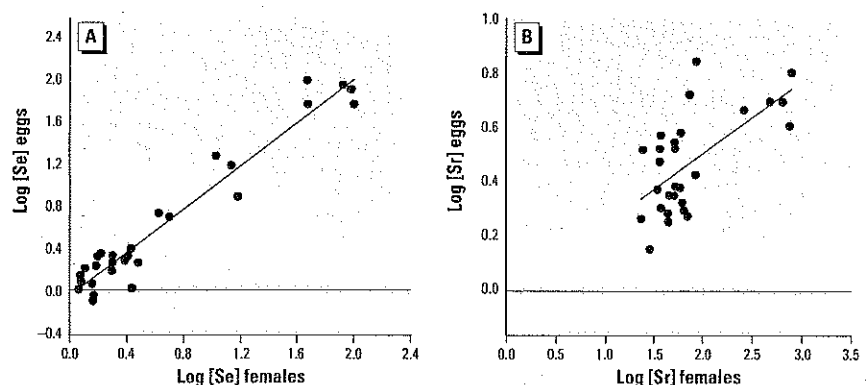 A
Log [Se] eggs
2.4
2.0
1.6
1.2
0.8
0.4
0.0
–0.4
0.0 0.4 0.8 1.2 1.6 2.0 2.4
Log [Se] females
B
Log [Sr] eggs
1.0
0.8
0.6
0.4
0.2
0.0
0.0 0.5 1.0 1.5 2.0 2.5 3.0 3.5
Log [Sr] females